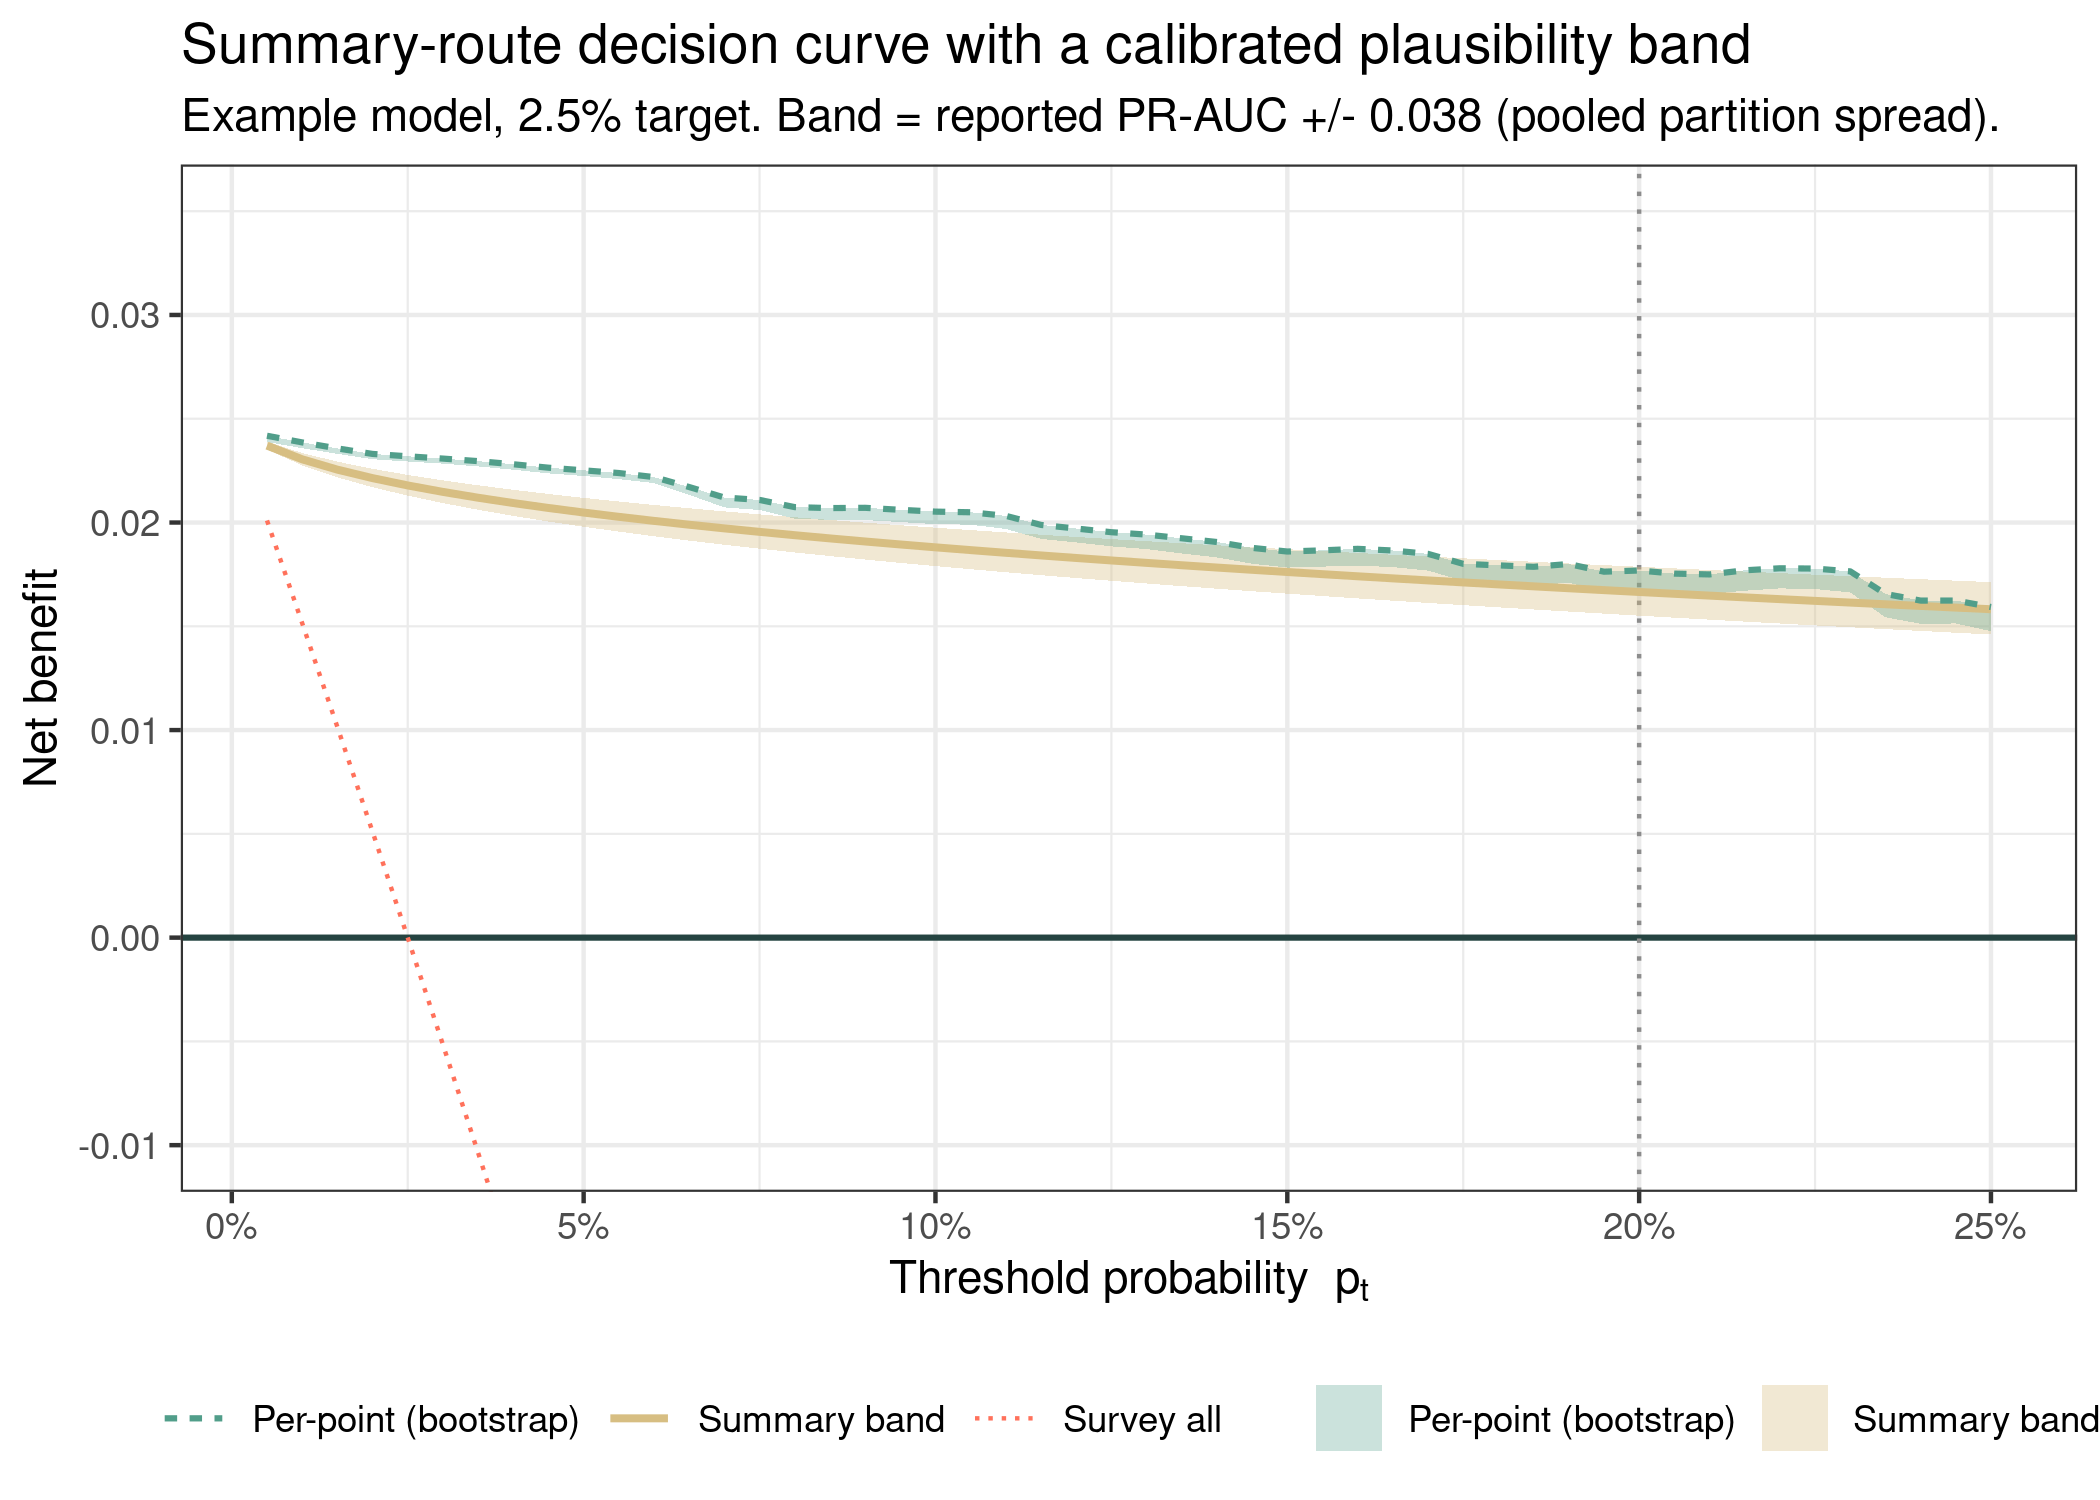 Summary-route decision curve with a calibrated plausibility band
Example model, 2.5% target. Band = reported PR-AUC +/- 0.038 (pooled partition spread).
Net benefit
0.03
0.02
0.01
0.00
-0.01
0% 5% 10% 15% 20% 25%
Threshold probability pt
Per-point (bootstrap) Summary band Survey all Per-point (bootstrap) Summary band